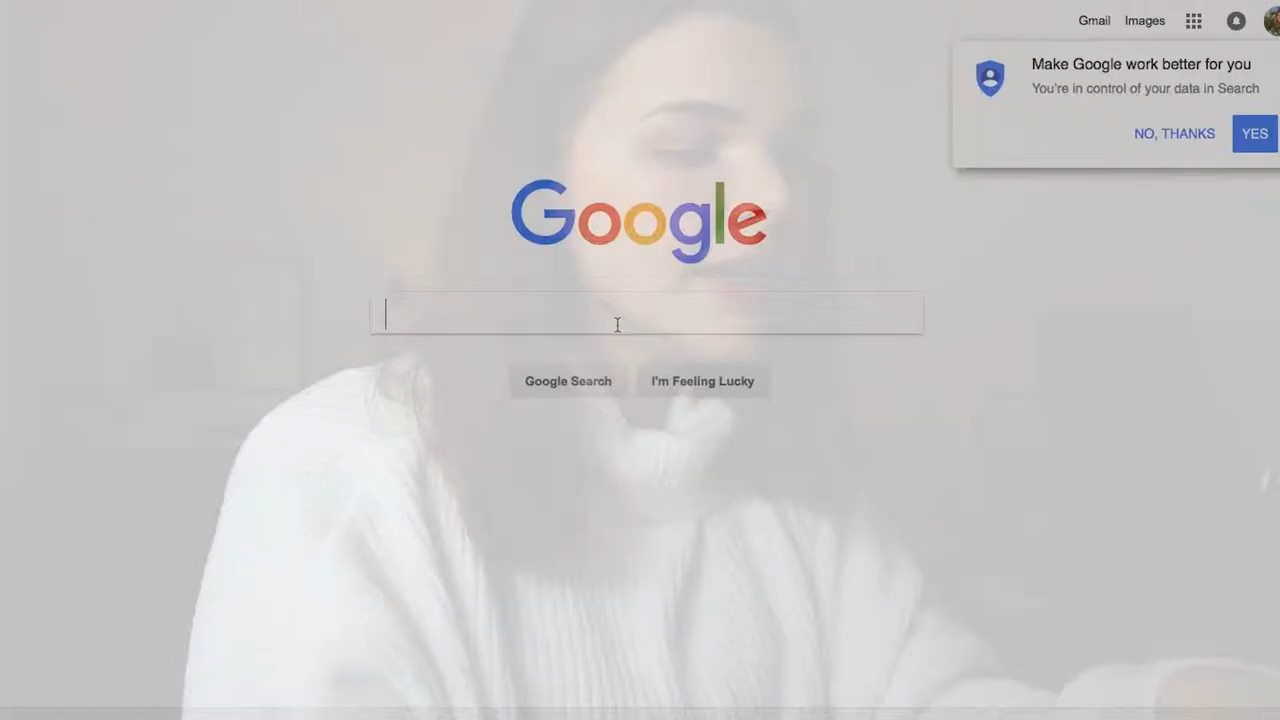 Gmail Images
Make Google work better for you
You're in control of your data in Search
NO, THANKS YES
Google
Google Search I'm Feeling Lucky